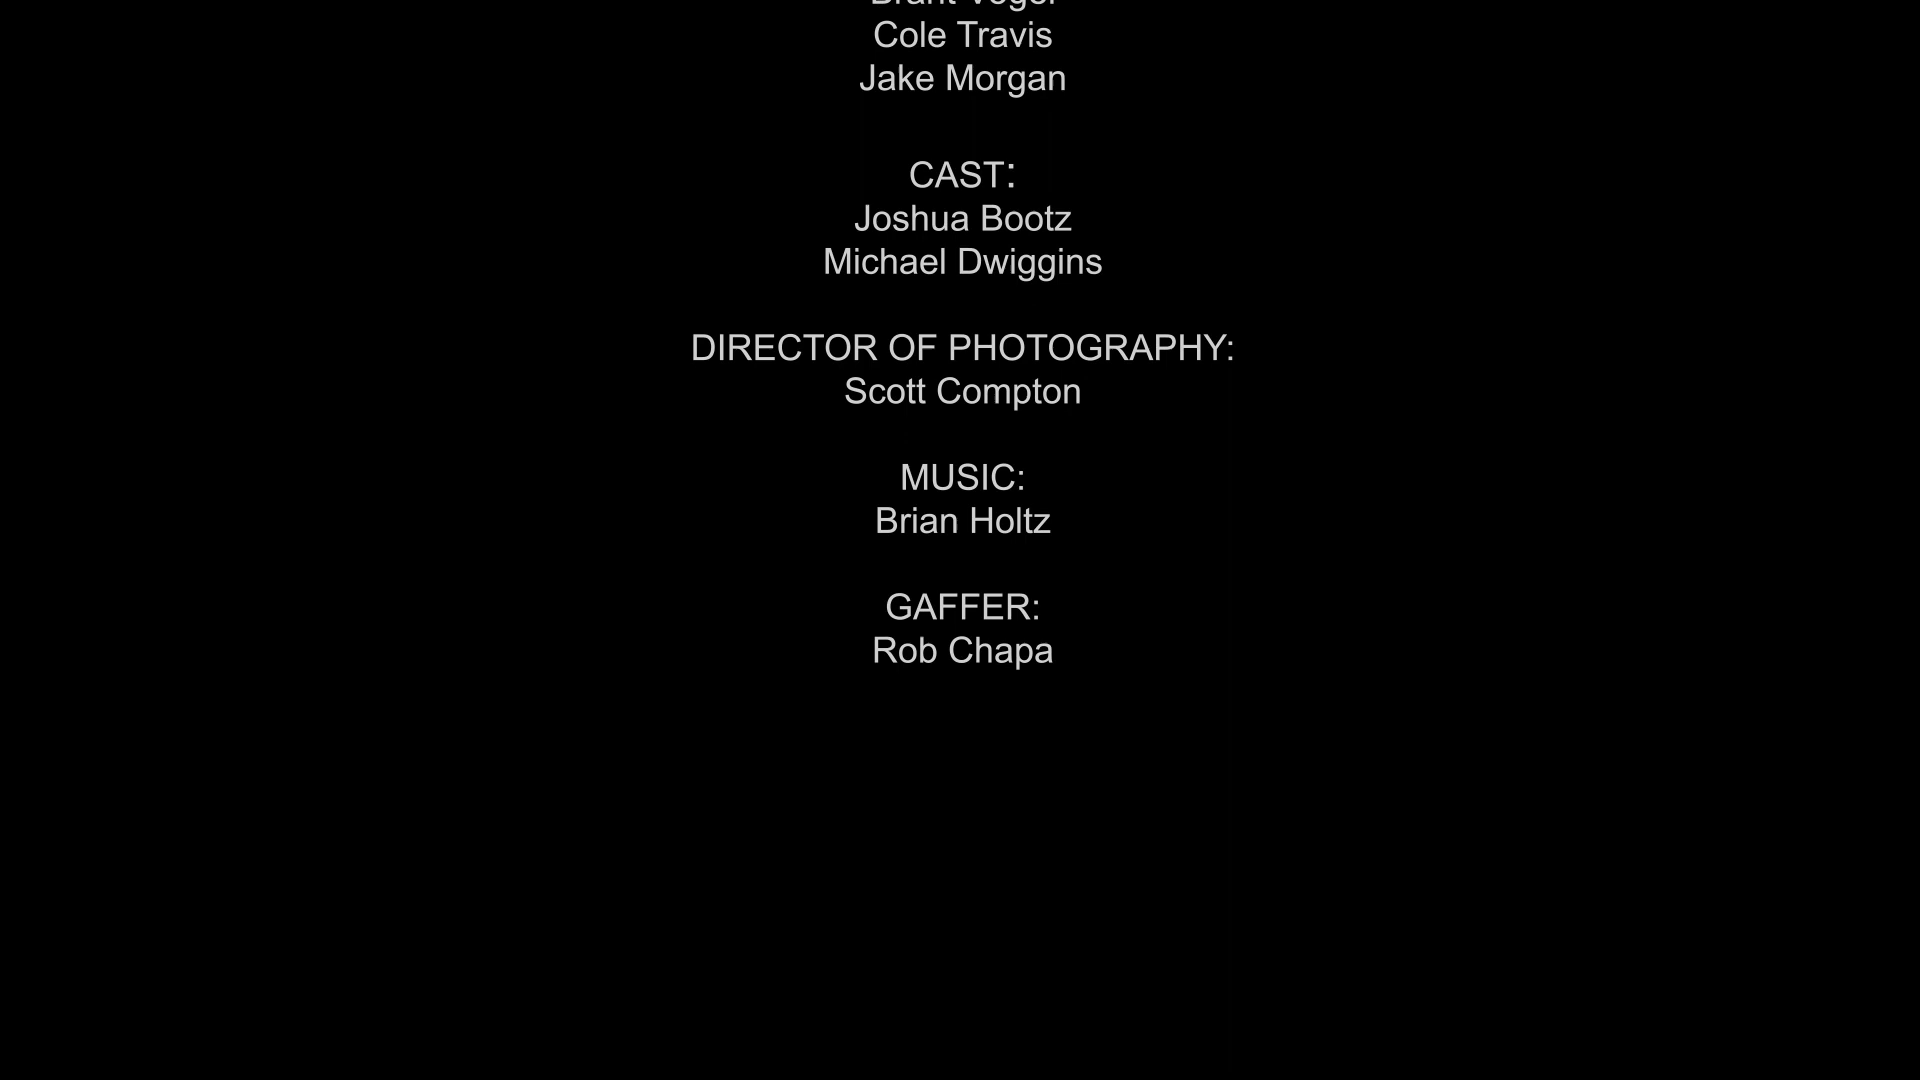 Cole Travis
Jake Morgan
CAST:
Joshua Bootz
Michael Dwiggins
DIRECTOR OF PHOTOGRAPHY:
Scott Compton
MUSIC:
Brian Holtz
GAFFER:
Rob Chapa